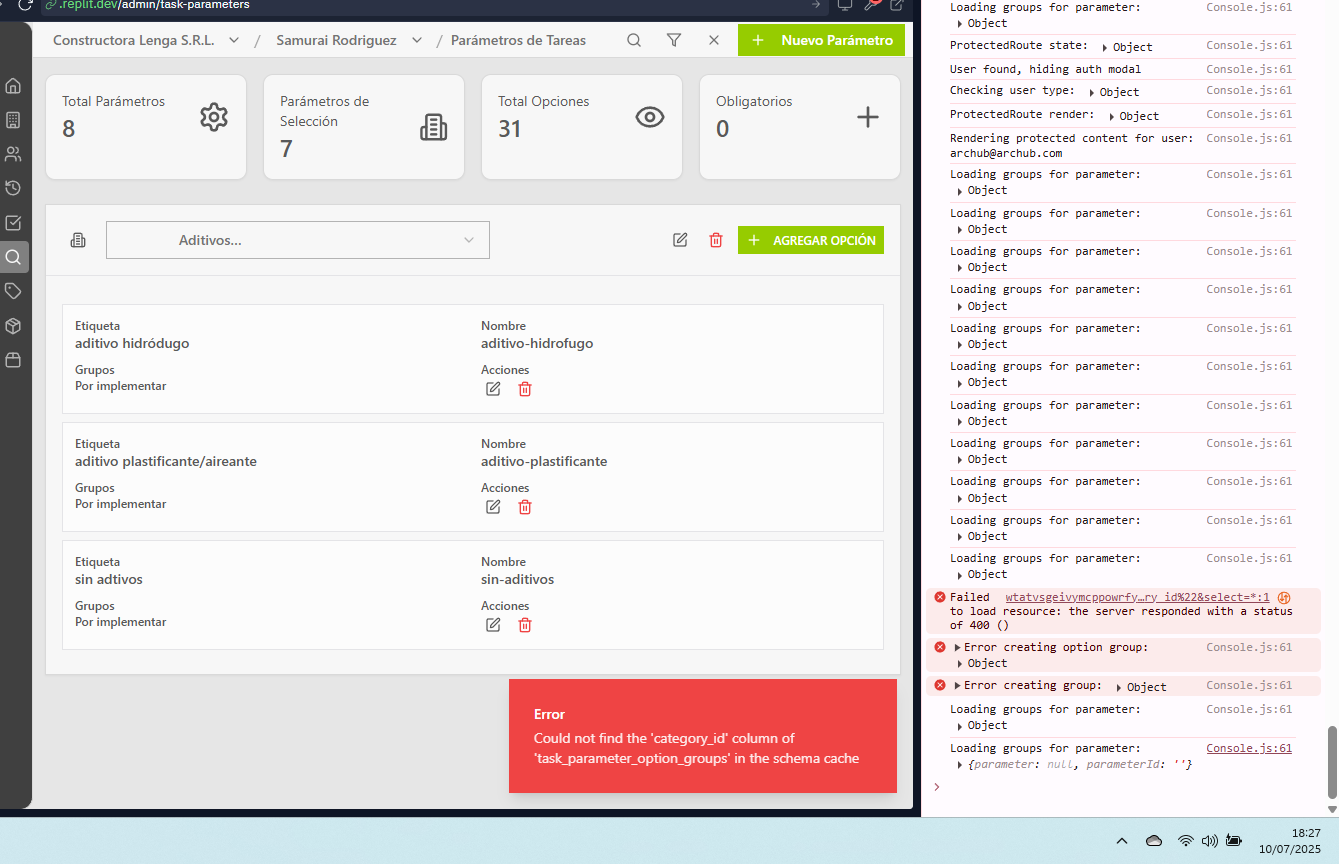 .replit.dev/admin/task-parameters
Constructora Lenga S.R.L. / Samurai Rodriguez / Parámetros de Tareas
+ Nuevo Parámetro
Total Parámetros
8
Parámetros de
Selección
7
Total Opciones
31
Obligatorios
0
Aditivos...
+ AGREGAR OPCIÓN
Etiqueta
aditivo hidródugo
Nombre
aditivo-hidrofugo
Grupos
Por implementar
Acciones
Etiqueta
aditivo plastificante/aireante
Nombre
aditivo-plastificante
Grupos
Por implementar
Acciones
Etiqueta
sin adtivos
Nombre
sin-aditivos
Grupos
Por implementar
Acciones
Error
Could not find the 'category_id' column of
'task_parameter_option_groups' in the schema cache
Loading groups for parameter: Console.js:61
Object
ProtectedRoute state: Object Console.js:61
User found, hiding auth modal Console.js:61
Checking user type: Object Console.js:61
ProtectedRoute render: Object Console.js:61
Rendering protected content for user: Console.js:61
archub@archub.com
Loading groups for parameter: Console.js:61
Object
Loading groups for parameter: Console.js:61
Object
Loading groups for parameter: Console.js:61
Object
Loading groups for parameter: Console.js:61
Object
Loading groups for parameter: Console.js:61
Object
Loading groups for parameter: Console.js:61
Object
Loading groups for parameter: Console.js:61
Object
Loading groups for parameter: Console.js:61
Object
Loading groups for parameter: Console.js:61
Object
Loading groups for parameter: Console.js:61
Object
Loading groups for parameter: Console.js:61
Object
Failed wtatvsgeivymcppowrfy…ry_id%22&select=*:1
to load resource: the server responded with a status
of 400 ()
Error creating option group: Console.js:61
Object
Error creating group: Object Console.js:61
Loading groups for parameter: Console.js:61
Object
Loading groups for parameter: Console.js:61
{parameter: null, parameterId: ''}
18:27
10/07/2025